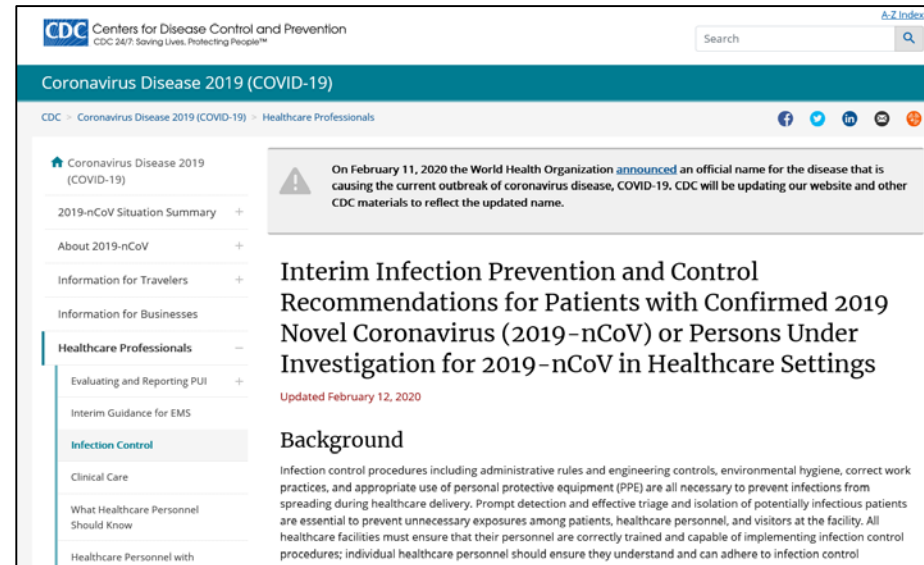 A-Z Index
CDC Centers for Disease Control and Prevention
CDC 24/7: Saving Lives, Protecting People™
Search
Coronavirus Disease 2019 (COVID-19)
CDC > Coronavirus Disease 2019 (COVID-19) > Healthcare Professionals
Coronavirus Disease 2019
(COVID-19)
2019-nCoV Situation Summary +
About 2019-nCoV +
Information for Travelers +
Information for Businesses
Healthcare Professionals –
Evaluating and Reporting PUI +
Interim Guidance for EMS
Infection Control
Clinical Care
What Healthcare Personnel
Should Know
Healthcare Personnel with
On February 11, 2020 the World Health Organization announced an official name for the disease that is
causing the current outbreak of coronavirus disease, COVID-19. CDC will be updating our website and other
CDC materials to reflect the updated name.
Interim Infection Prevention and Control
Recommendations for Patients with Confirmed 2019
Novel Coronavirus (2019-nCoV) or Persons Under
Investigation for 2019-nCoV in Healthcare Settings
Updated February 12, 2020
Background
Infection control procedures including administrative rules and engineering controls, environmental hygiene, correct work
practices, and appropriate use of personal protective equipment (PPE) are all necessary to prevent infections from
spreading during healthcare delivery. Prompt detection and effective triage and isolation of potentially infectious patients
are essential to prevent unnecessary exposures among patients, healthcare personnel, and visitors at the facility. All
healthcare facilities must ensure that their personnel are correctly trained and capable of implementing infection control
procedures; individual healthcare personnel should ensure they understand and can adhere to infection control